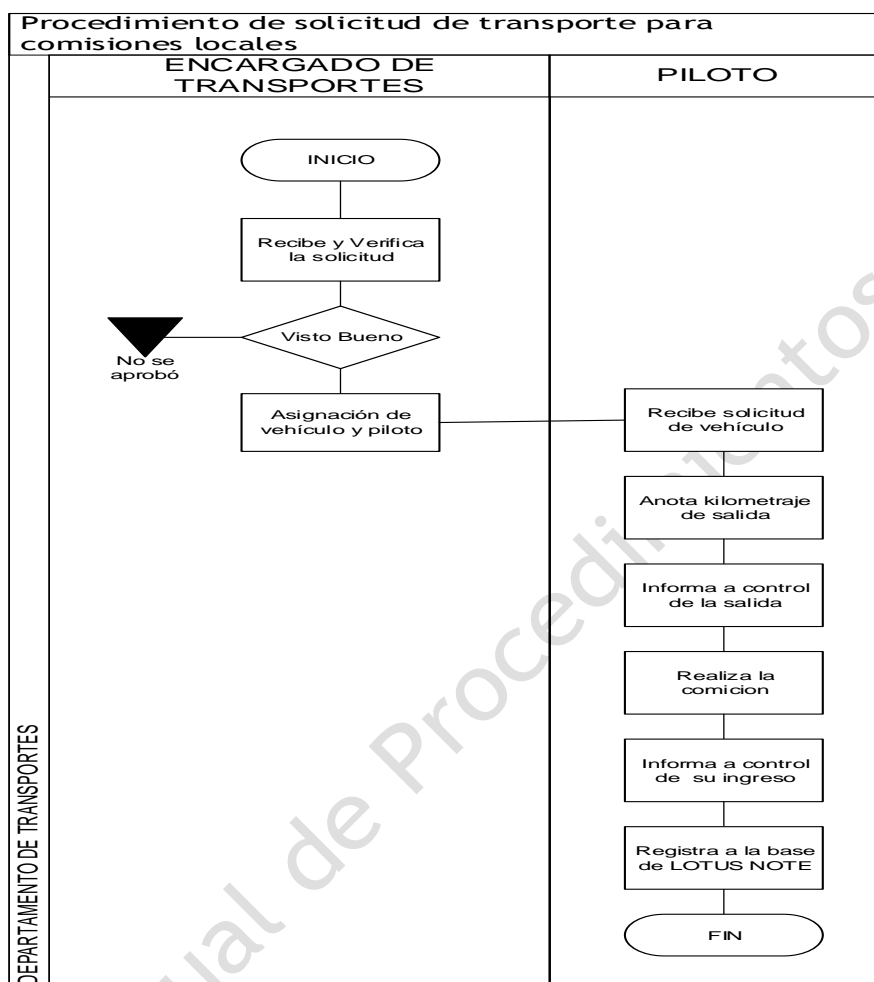 Procedimiento de solicitud de transporte para
comisiones locales
ENCARGADO DE
TRANSPORTES
PILOTO
INICIO
Recibe y Verifica
la solicitud
Visto Bueno
No se
aprobó
Asignación de
vehículo y piloto
Recibe solicitud
de vehículo
Anota kilometraje
de salida
Informa a control
de la salida
Realiza la
comicion
Informa a control
de su ingreso
Registra a la base
de LOTUS NOTE
FIN
DEPARTAMENTO DE TRANSPORTES
ual de Procedimientos